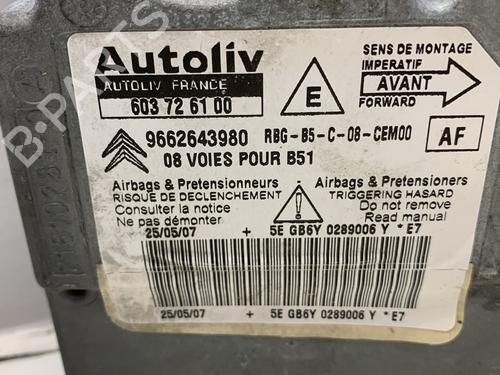 Autoliv
AUTOLIV FRANCE
603 72 61 00
E
SENS DE MONTAGE
IMPERATIF
AVANT
FORWARD
9662643980 RBG-B5-C-08-CEM00
AF
08 VOIES POUR B51
Airbags & Pretensionneurs
RISQUE DE DECLENCHEMENT
Consulter la notice
Ne pas démonter
Airbags & Pretensioners
TRIGGERING HASARD
Do not remove
Read manual
25/05/07 + 5E GB6Y 0289006 Y * E7
25/05/07 + 5E GB6Y 0289006 Y * E7
B-PARTS